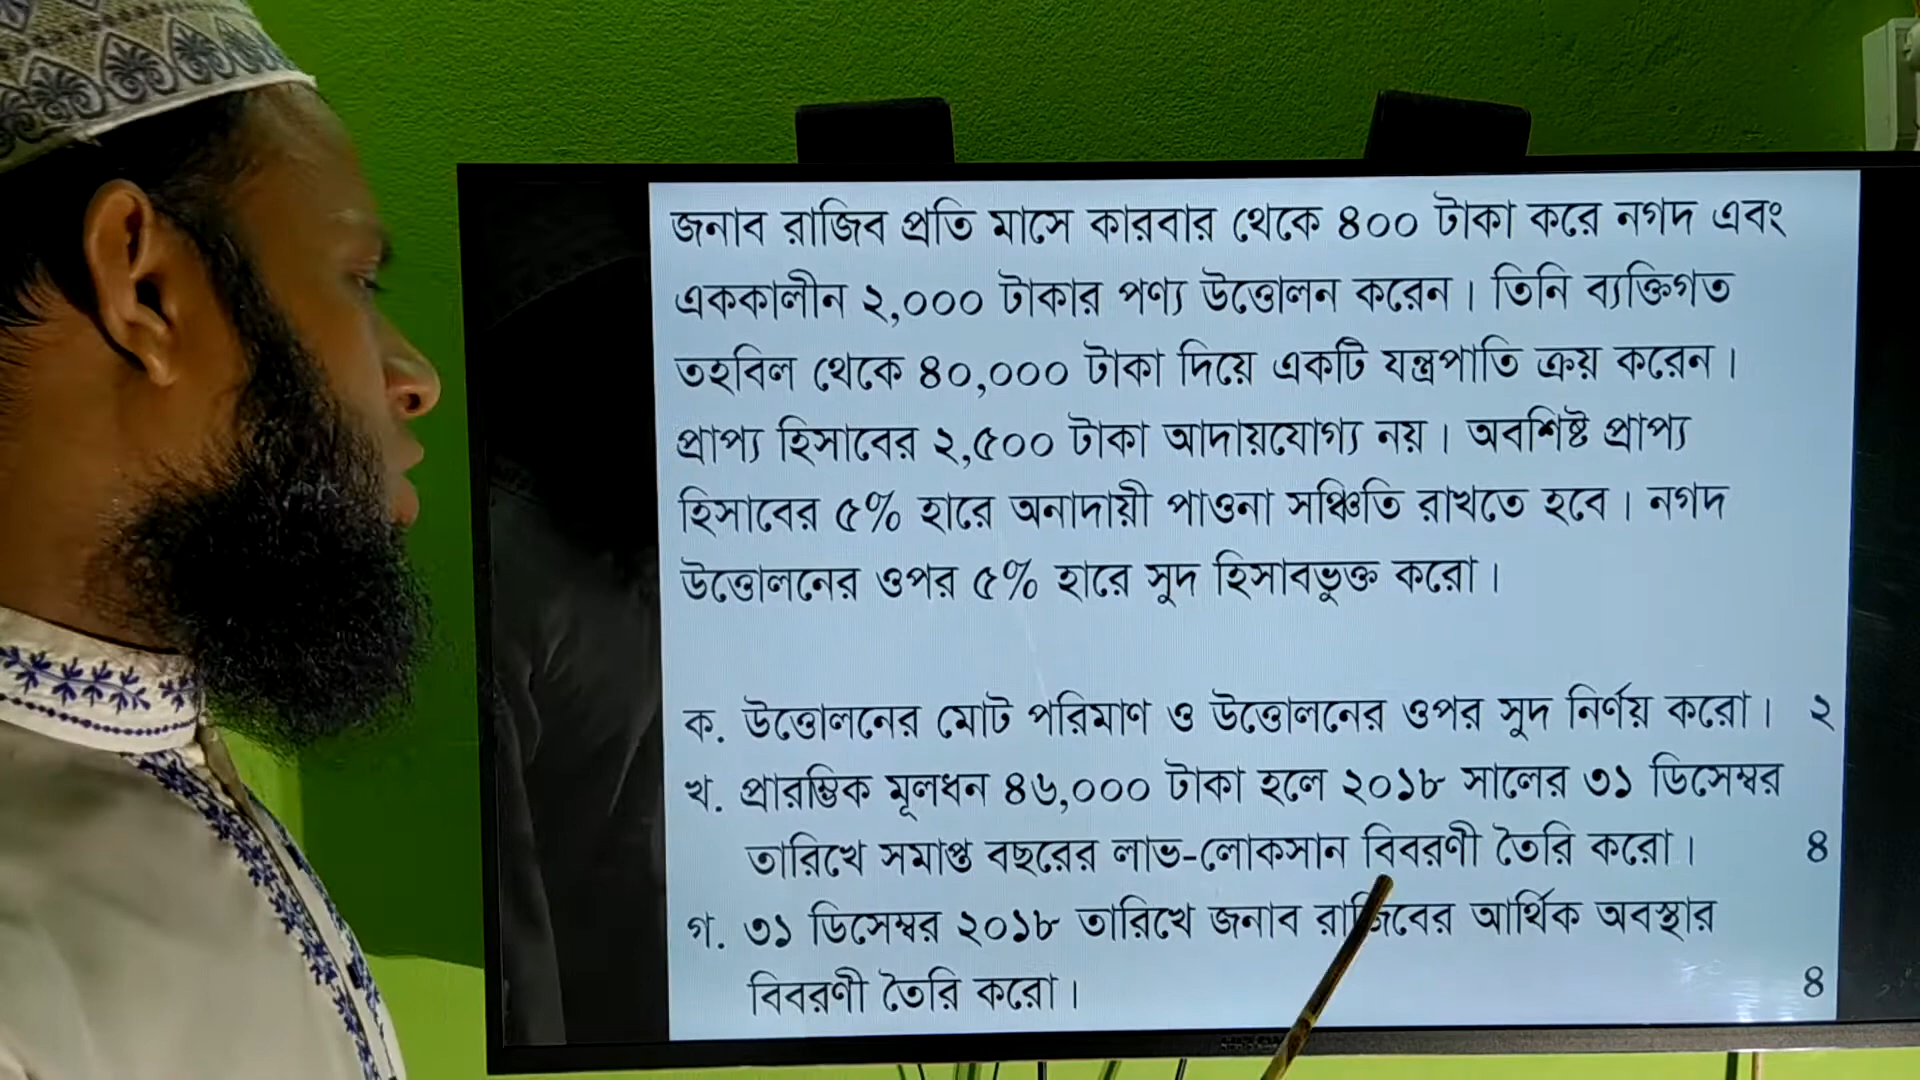 জনাব রাজিব প্রতি মাসে কারবার থেকে ৪০০ টাকা করে নগদ এবং
এককালীন ২,০০০ টাকার পণ্য উত্তোলন করেন। তিনি ব্যক্তিগত
তহবিল থেকে ৪০,০০০ টাকা দিয়ে একটি যন্ত্রপাতি ক্রয় করেন।
প্রাপ্য হিসাবের ২,৫০০ টাকা আদায়যোগ্য নয়। অবশিষ্ট প্রাপ্য
হিসাবের ৫% হারে অনাদায়ী পাওনা সঞ্চিতি রাখতে হবে। নগদ
উত্তোলনের ওপর ৫% হারে সুদ হিসাবভুক্ত করো।
ক. উত্তোলনের মোট পরিমাণ ও উত্তোলনের ওপর সুদ নির্ণয় করো। ২
খ. প্রারম্ভিক মূলধন ৪৬,০০০ টাকা হলে ২০১৮ সালের ৩১ ডিসেম্বর
তারিখে সমাপ্ত বছরের লাভ-লোকসান বিবরণী তৈরি করো। ৪
গ. ৩১ ডিসেম্বর ২০১৮ তারিখে জনাব রাজিবের আর্থিক অবস্থার
বিবরণী তৈরি করো। ৪